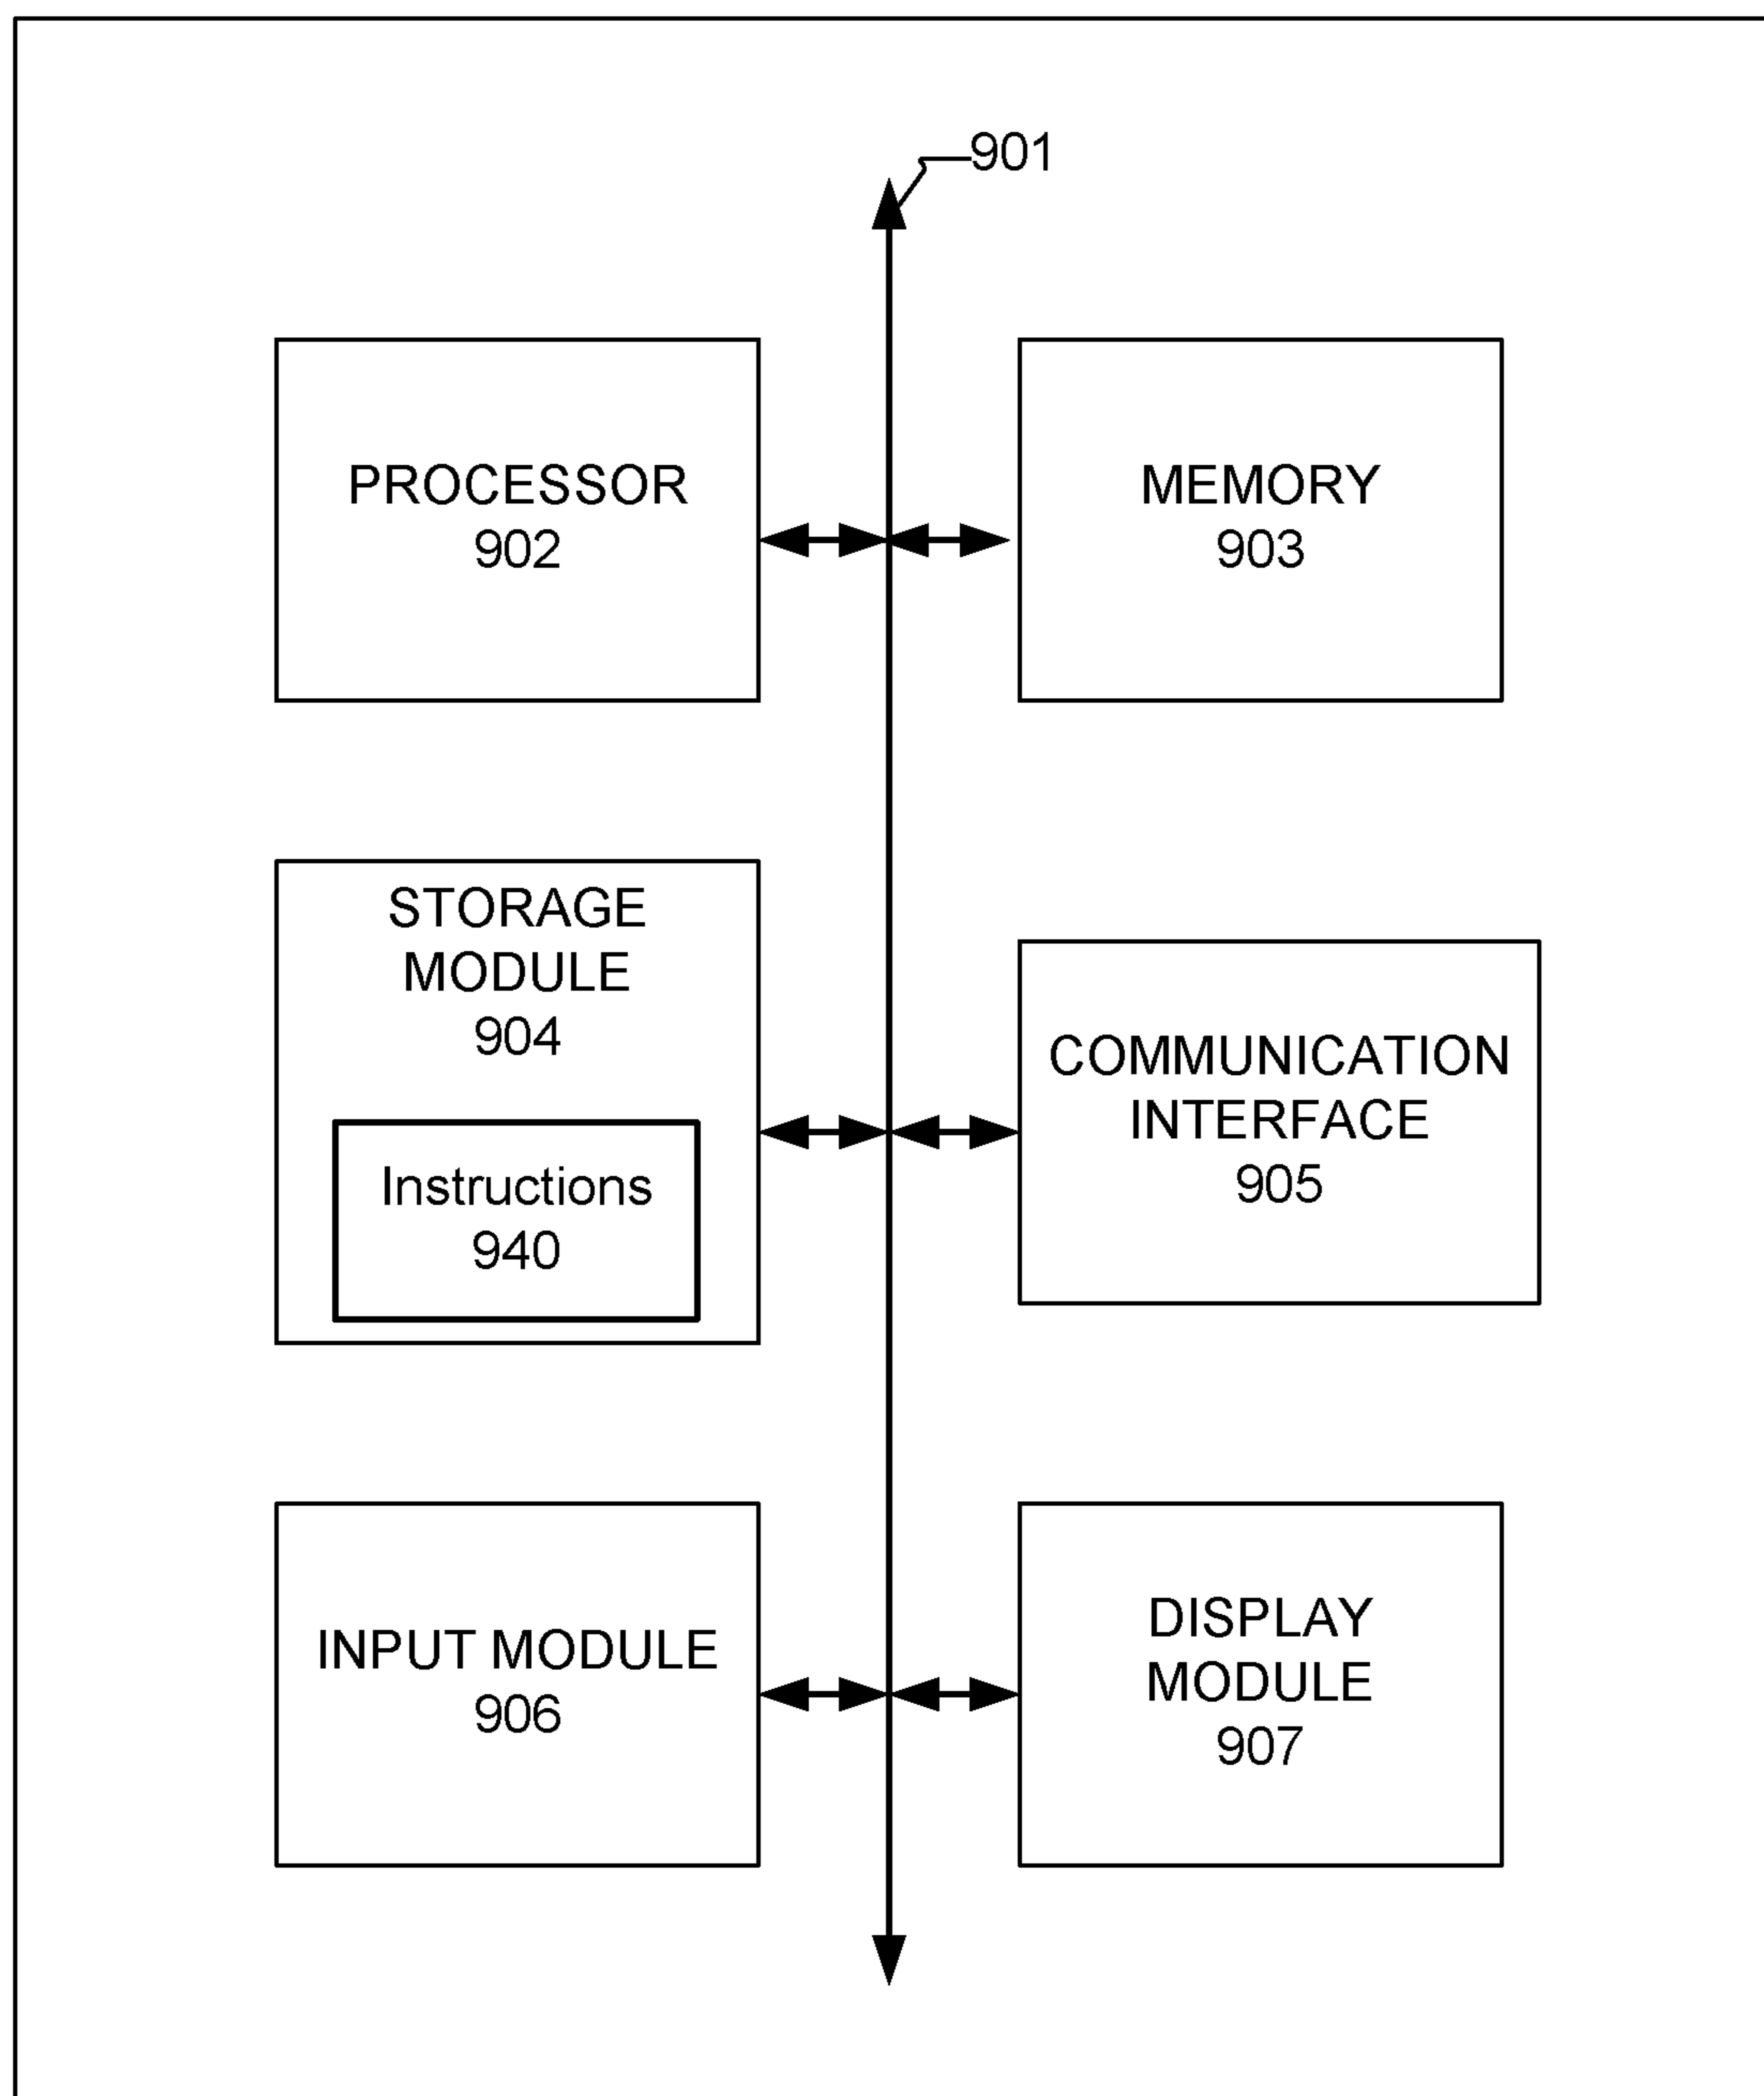 901
PROCESSOR
902
MEMORY
903
STORAGE
MODULE
904
Instructions
940
COMMUNICATION
INTERFACE
905
INPUT MODULE
906
DISPLAY
MODULE
907